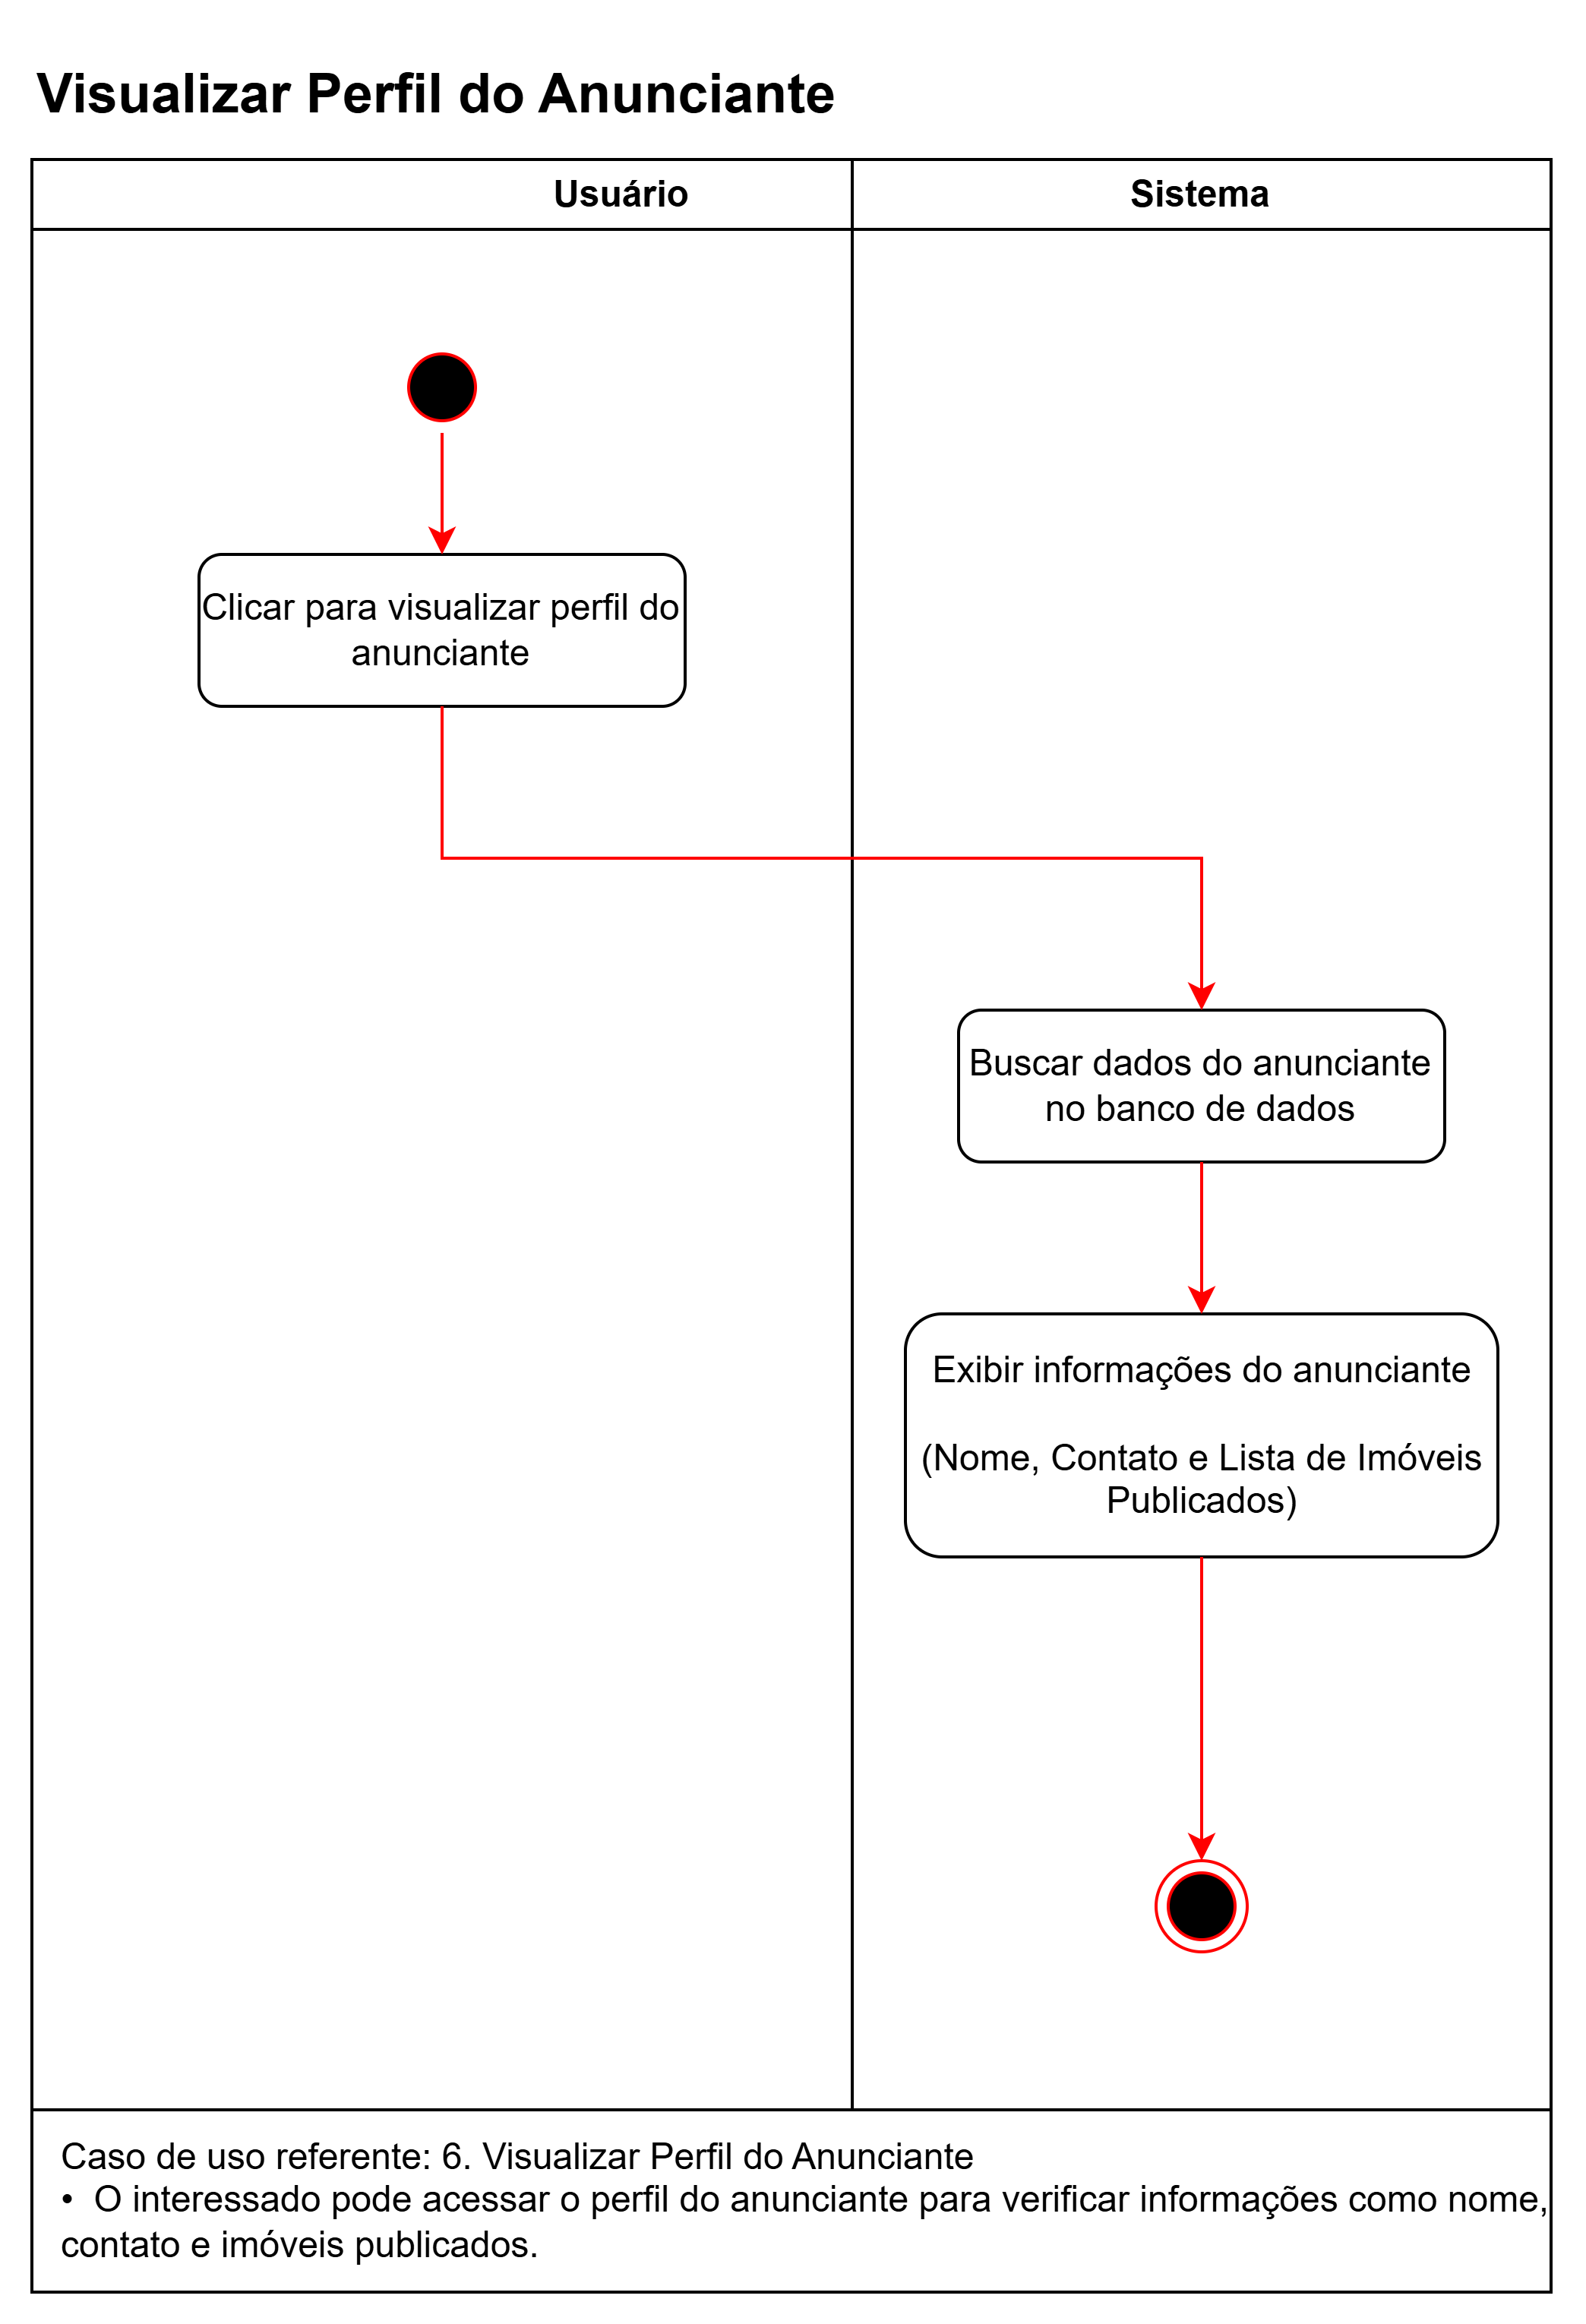 Visualizar Perfil do Anunciante
Usuário
Sistema
Clicar para visualizar perfil do
anunciante
Buscar dados do anunciante
no banco de dados
Exibir informações do anunciante
(Nome, Contato e Lista de Imóveis
Publicados)
Caso de uso referente: 6. Visualizar Perfil do Anunciante
• O interessado pode acessar o perfil do anunciante para verificar informações como nome,
contato e imóveis publicados.